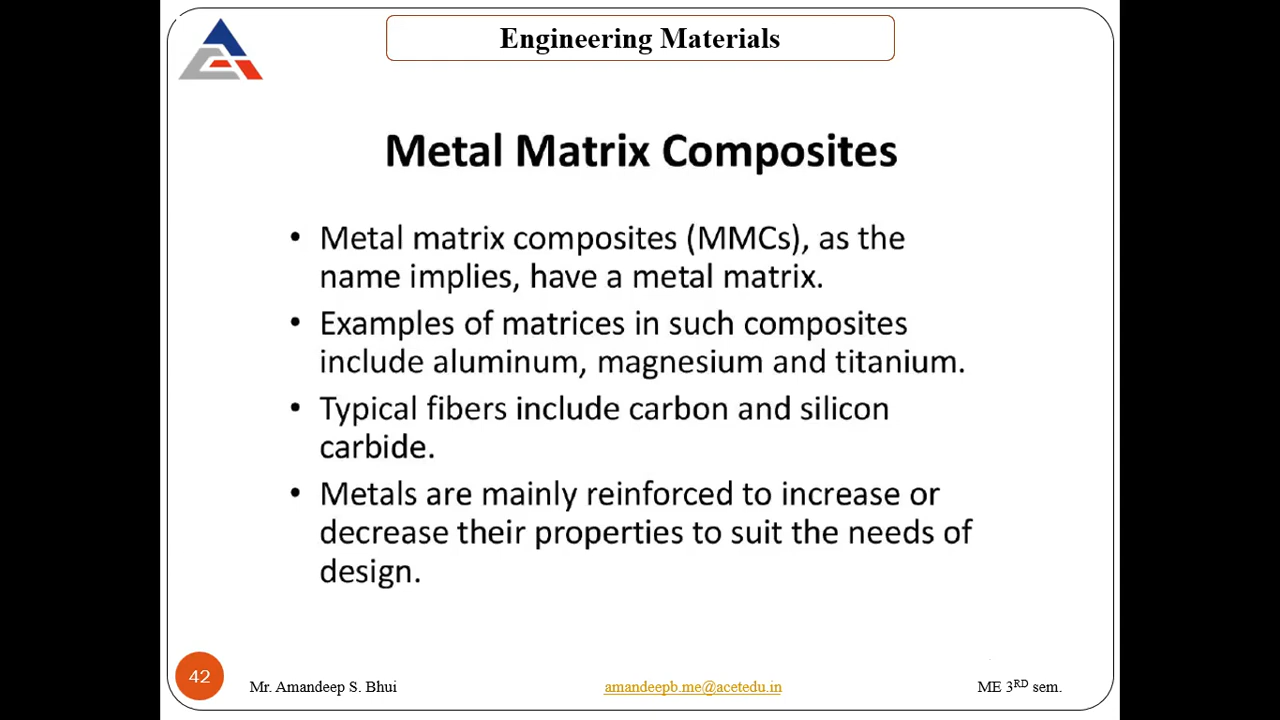 Engineering Materials
Metal Matrix Composites
• Metal matrix composites (MMCs), as the
name implies, have a metal matrix.
• Examples of matrices in such composites
include aluminum, magnesium and titanium.
• Typical fibers include carbon and silicon
carbide.
• Metals are mainly reinforced to increase or
decrease their properties to suit the needs of
design.
42
Mr. Amandeep S. Bhui
amandeepb.me@acetedu.in
ME 3RD sem.